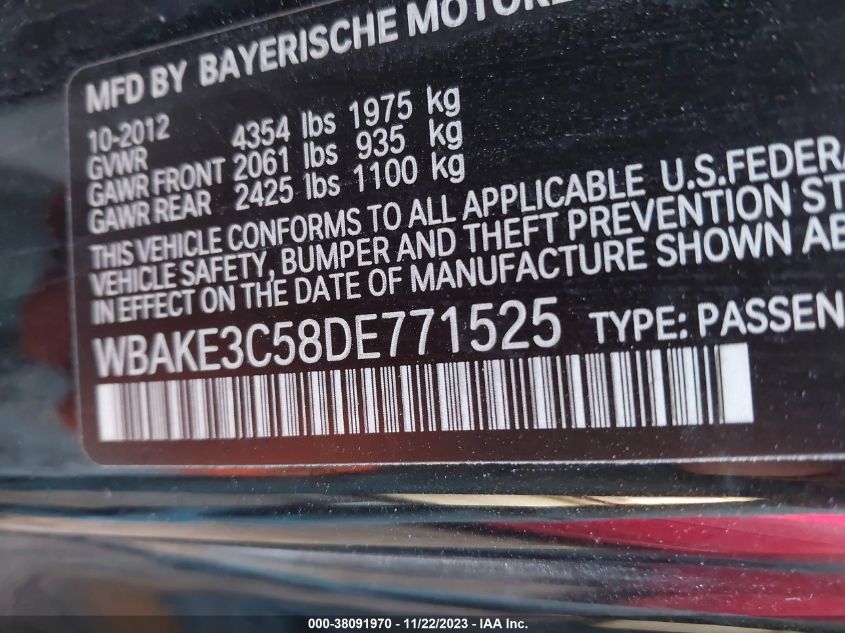 MFD BY BAYERISCHE MOTORE
10-2012
GVWR 4354 lbs 1975 kg
GAWR FRONT 2061 lbs 935 kg
GAWR REAR 2425 lbs 1100 kg
THIS VEHICLE CONFORMS TO ALL APPLICABLE U.S.FEDERA
VEHICLE SAFETY, BUMPER AND THEFT PREVENTION ST
IN EFFECT ON THE DATE OF MANUFACTURE SHOWN AB
WBAKE3C58DE771525 TYPE: PASSEN
000-38091970 - 11/22/2023 - © Copyright 2023, IAA Inc.